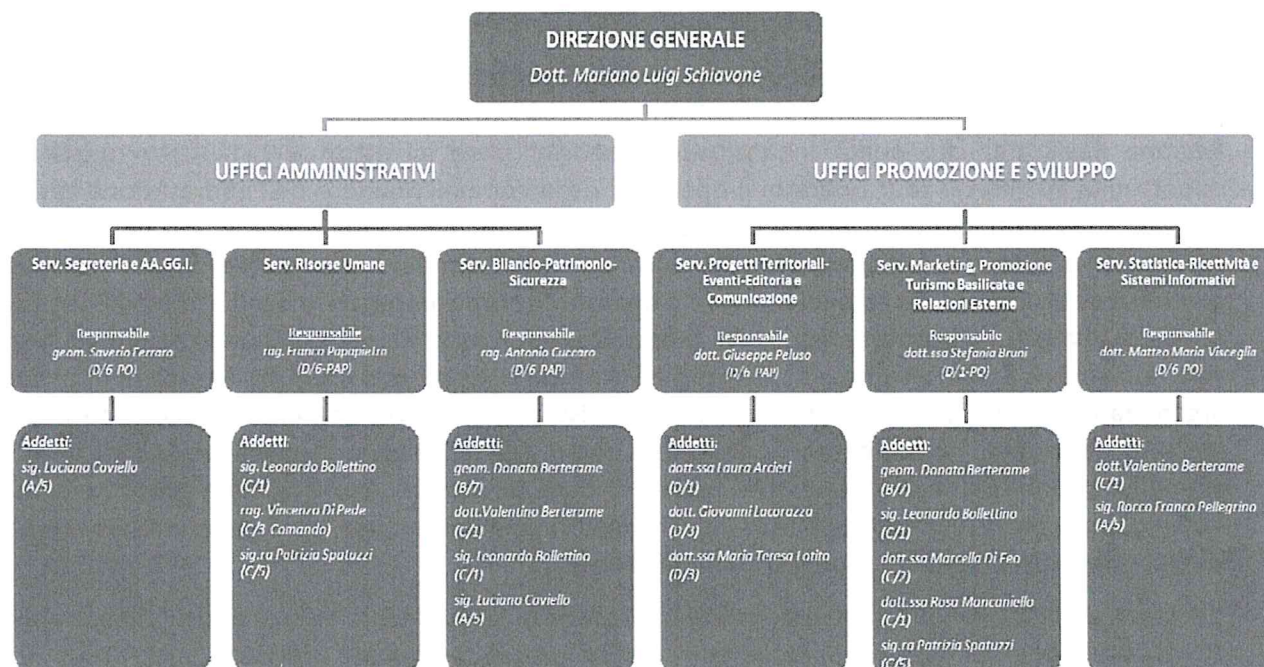 DIREZIONE GENERALE
Dott. Mariano Luigi Schiavone
UFFICI AMMINISTRATIVI
UFFICI PROMOZIONE E SVILUPPO
Serv. Segreteria e AA.GG.I.
Responsabile
geom. Saverio Ferraro
(D/6-PO)
Serv. Risorse Umane
Responsabile
rag. Franco Papapietro
(D/6-PAP)
Serv. Bilancio-Patrimonio-
Sicurezza
Responsabile
rag. Antonio Cuccaro
(D/6-PAP)
Serv. Progetti Territoriali-
Eventi-Editoria e
Comunicazione
Responsabile
dott. Giuseppe Peluso
(D/6-PAP)
Serv. Marketing, Promozione
Turismo Basilicata e
Relazioni Esterne
Responsabile
dott.ssa Stefania Bruni
(D/1-PO)
Serv. Statistica-Ricettività e
Sistemi Informativi
Responsabile
dott. Matteo Maria Visceglia
(D/6-PO)
Addetti:
sig. Luciano Coviello
(A/5)
Addetti:
sig. Leonardo Bollettino
(C/1)
rag. Vincenzo Di Pede
(C/3-Comando)
sig.ra Patrizia Spatuzzi
(C/5)
Addetti:
geom. Donato Berterame
(B/7)
dott.Valentino Berterame
(C/1)
sig. Leonardo Bollettino
(C/1)
sig. Luciano Coviello
(A/5)
Addetti:
dott.ssa Laura Arcieri
(D/1)
dott. Giovanni Lacorazza
(D/3)
dott.ssa Maria Teresa Lotito
(D/3)
Addetti:
geom. Donato Berterame
(B/7)
sig. Leonardo Bollettino
(C/1)
dott.ssa Marcella Di Feo
(C/2)
dott.ssa Rosa Mancaniello
(C/1)
sig.ra Patrizia Spatuzzi
(C/5)
Addetti:
dott.Valentino Berterame
(C/1)
sig. Rocco Franco Pellegrino
(A/5)